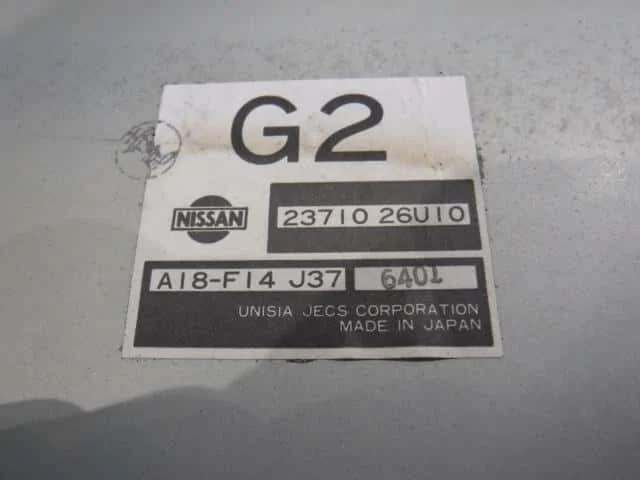 G2
NISSAN 23710 26U10
A18-F14 J37 6401
UNISIA JECS CORPORATION
MADE IN JAPAN